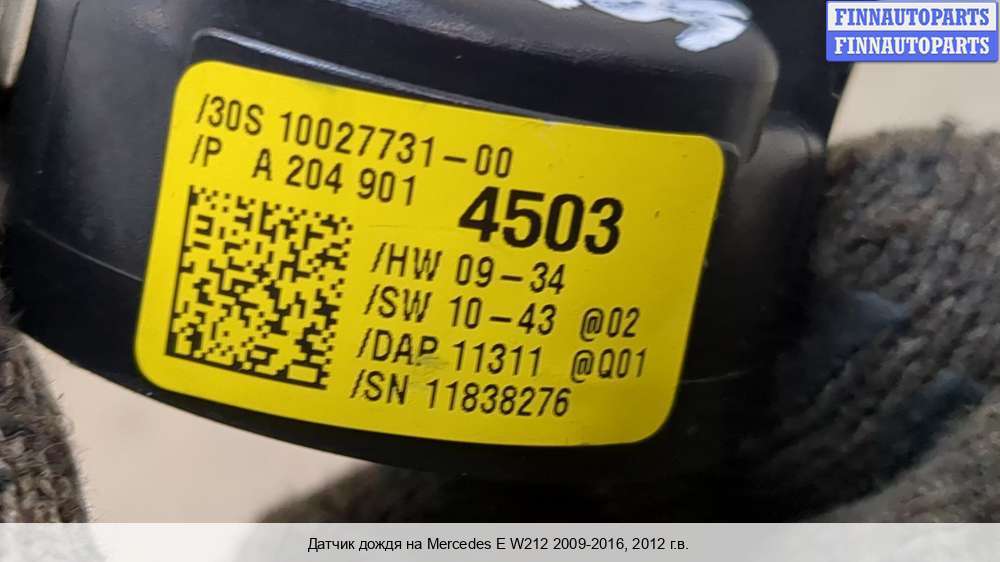 FINNAUTOPARTS
FINNAUTOPARTS
/30S 10027731-00
/P A 204 901 4503
/HW 09-34
/SW 10-43 @02
/DAP 11311 @Q01
/SN 11838276
Датчик дождя на Mercedes E W212 2009-2016, 2012 г.в.